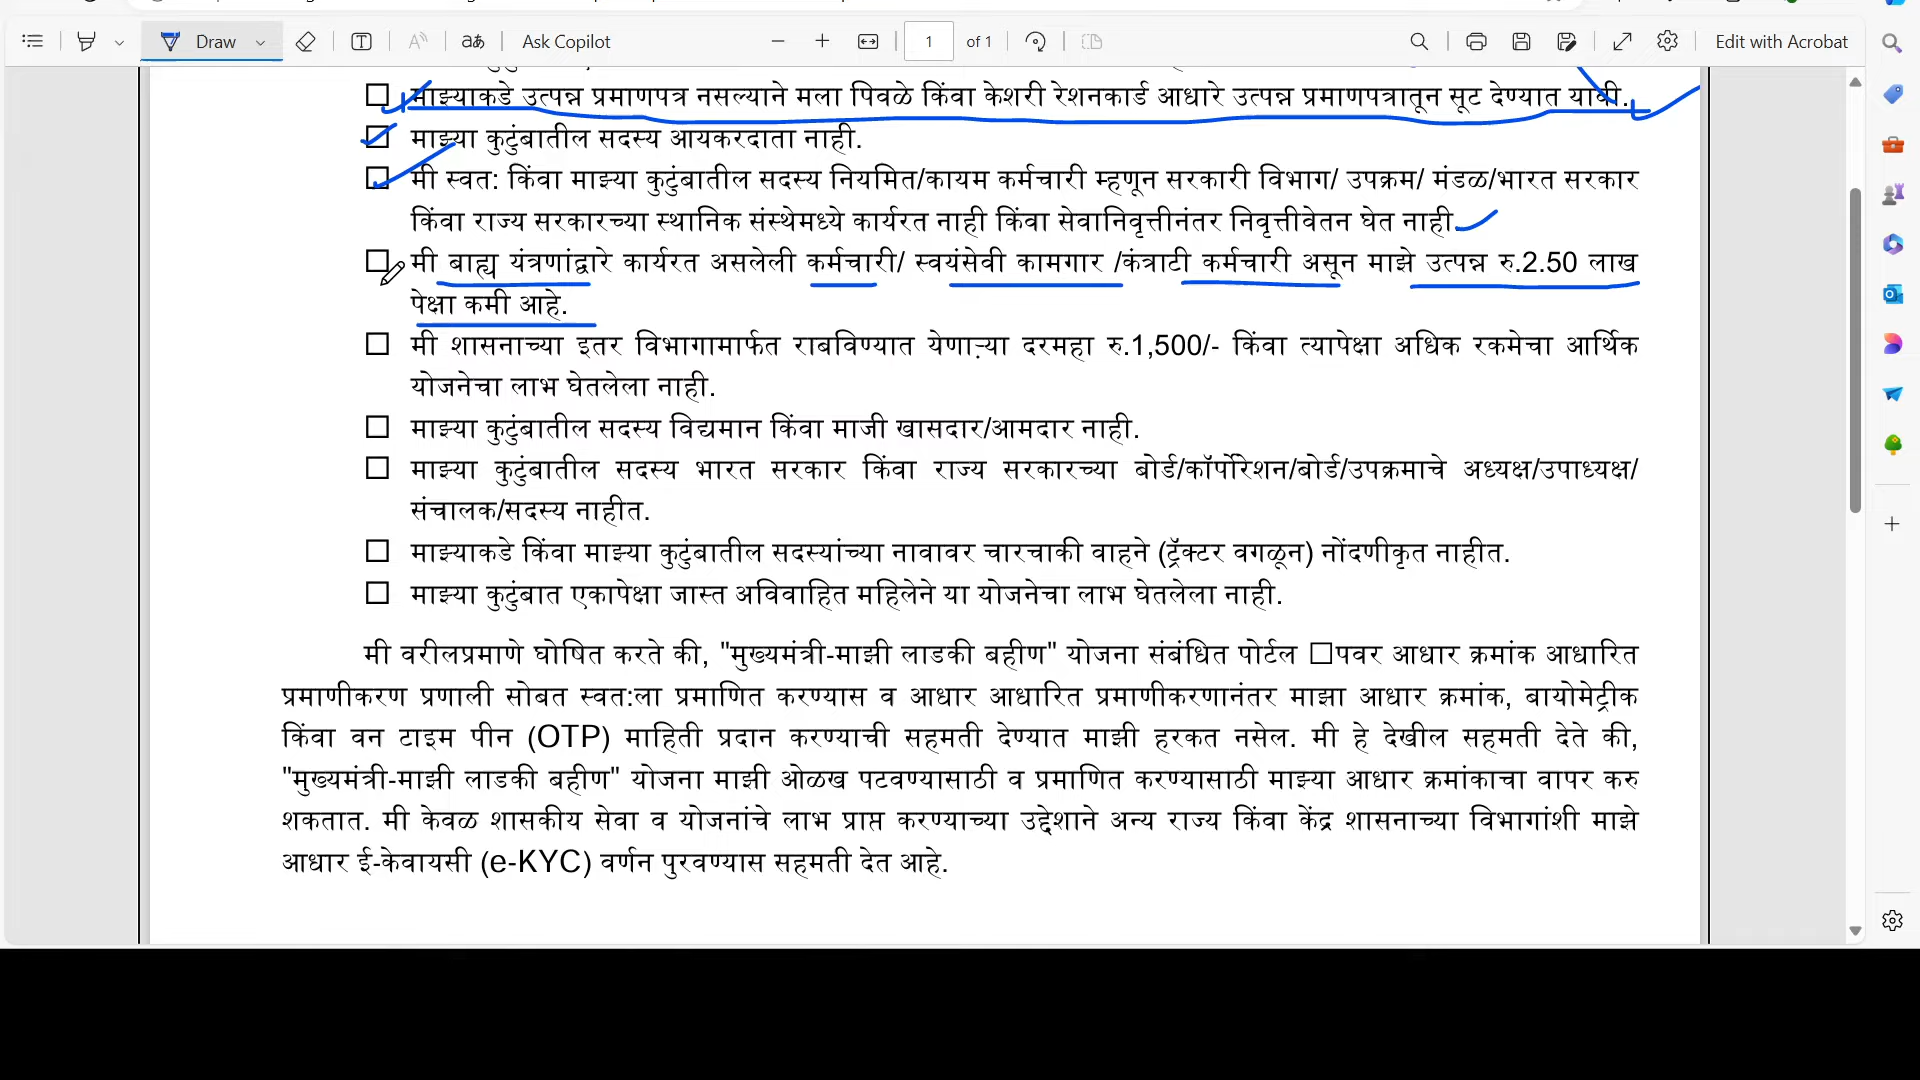 Draw
aあ
Ask Copilot
1
of 1
Edit with Acrobat
माझ्याकडे उत्पन्न प्रमाणपत्र नसल्याने मला पिवळे किंवा केशरी रेशनकार्ड आधारे उत्पन्न प्रमाणपत्रातून सूट देण्यात यावी.
माझ्या कुटुंबातील सदस्य आयकरदाता नाही.
मी स्वत: किंवा माझ्या कुटुंबातील सदस्य नियमित/कायम कर्मचारी म्हणून सरकारी विभाग/ उपक्रम/ मंडळ/भारत सरकार
किंवा राज्य सरकारच्या स्थानिक संस्थेमध्ये कार्यरत नाही किंवा सेवानिवृत्तीनंतर निवृत्तीवेतन घेत नाही.
मी बाह्य यंत्रणांद्वारे कार्यरत असलेली कर्मचारी/ स्वयंसेवी कामगार /कंत्राटी कर्मचारी असून माझे उत्पन्न रु.2.50 लाख
पेक्षा कमी आहे.
मी शासनाच्या इतर विभागामार्फत राबविण्यात येणाऱ्या दरमहा रु.1,500/- किंवा त्यापेक्षा अधिक रकमेचा आर्थिक
योजनेचा लाभ घेतलेला नाही.
माझ्या कुटुंबातील सदस्य विद्यमान किंवा माजी खासदार/आमदार नाही.
माझ्या कुटुंबातील सदस्य भारत सरकार किंवा राज्य सरकारच्या बोर्ड/कॉर्पोरेशन/बोर्ड/उपक्रमाचे अध्यक्ष/उपाध्यक्ष/
संचालक/सदस्य नाहीत.
माझ्याकडे किंवा माझ्या कुटुंबातील सदस्यांच्या नावावर चारचाकी वाहने (ट्रॅक्टर वगळून) नोंदणीकृत नाहीत.
माझ्या कुटुंबात एकापेक्षा जास्त अविवाहित महिलेने या योजनेचा लाभ घेतलेला नाही.
मी वरीलप्रमाणे घोषित करते की, "मुख्यमंत्री-माझी लाडकी बहीण" योजना संबंधित पोर्टल □पवर आधार क्रमांक आधारित
प्रमाणीकरण प्रणाली सोबत स्वत:ला प्रमाणित करण्यास व आधार आधारित प्रमाणीकरणानंतर माझा आधार क्रमांक, बायोमेट्रीक
किंवा वन टाइम पीन (OTP) माहिती प्रदान करण्याची सहमती देण्यात माझी हरकत नसेल. मी हे देखील सहमती देते की,
"मुख्यमंत्री-माझी लाडकी बहीण" योजना माझी ओळख पटवण्यासाठी व प्रमाणित करण्यासाठी माझ्या आधार क्रमांकाचा वापर करु
शकतात. मी केवळ शासकीय सेवा व योजनांचे लाभ प्राप्त करण्याच्या उद्देशाने अन्य राज्य किंवा केंद्र शासनाच्या विभागांशी माझे
आधार ई-केवायसी (e-KYC) वर्णन पुरवण्यास सहमती देत आहे.